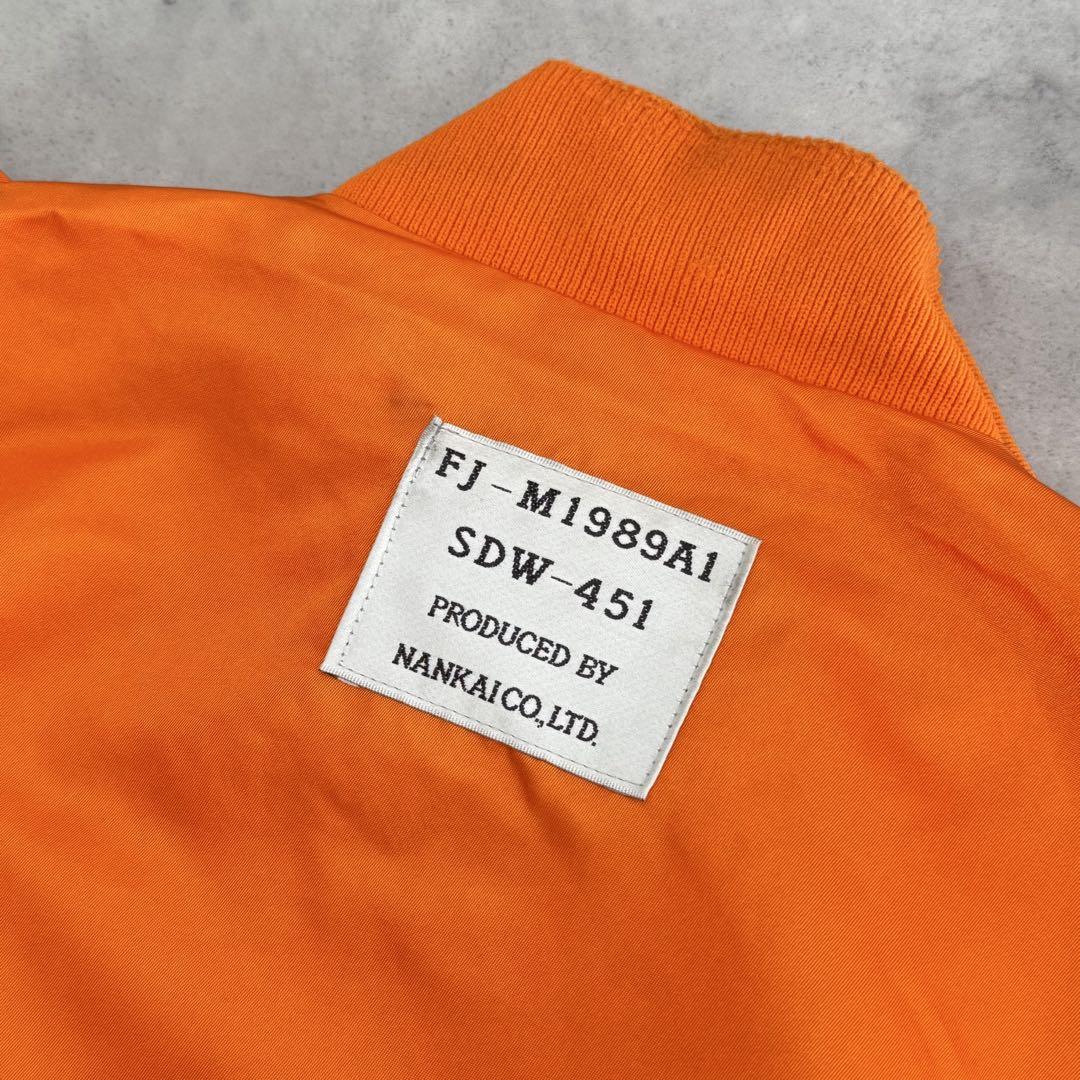 FJ-M1989A1
SDW-451
PRODUCED BY
NANKAI CO.,LTD.